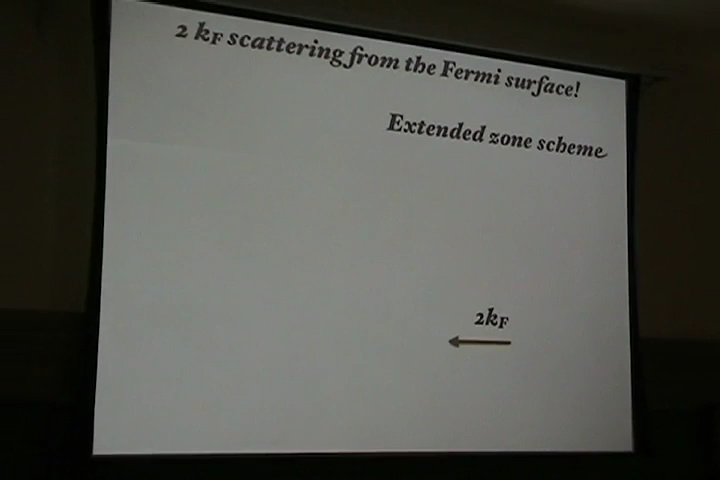 2 kF scattering from the Fermi surface!
Extended zone scheme
2kF